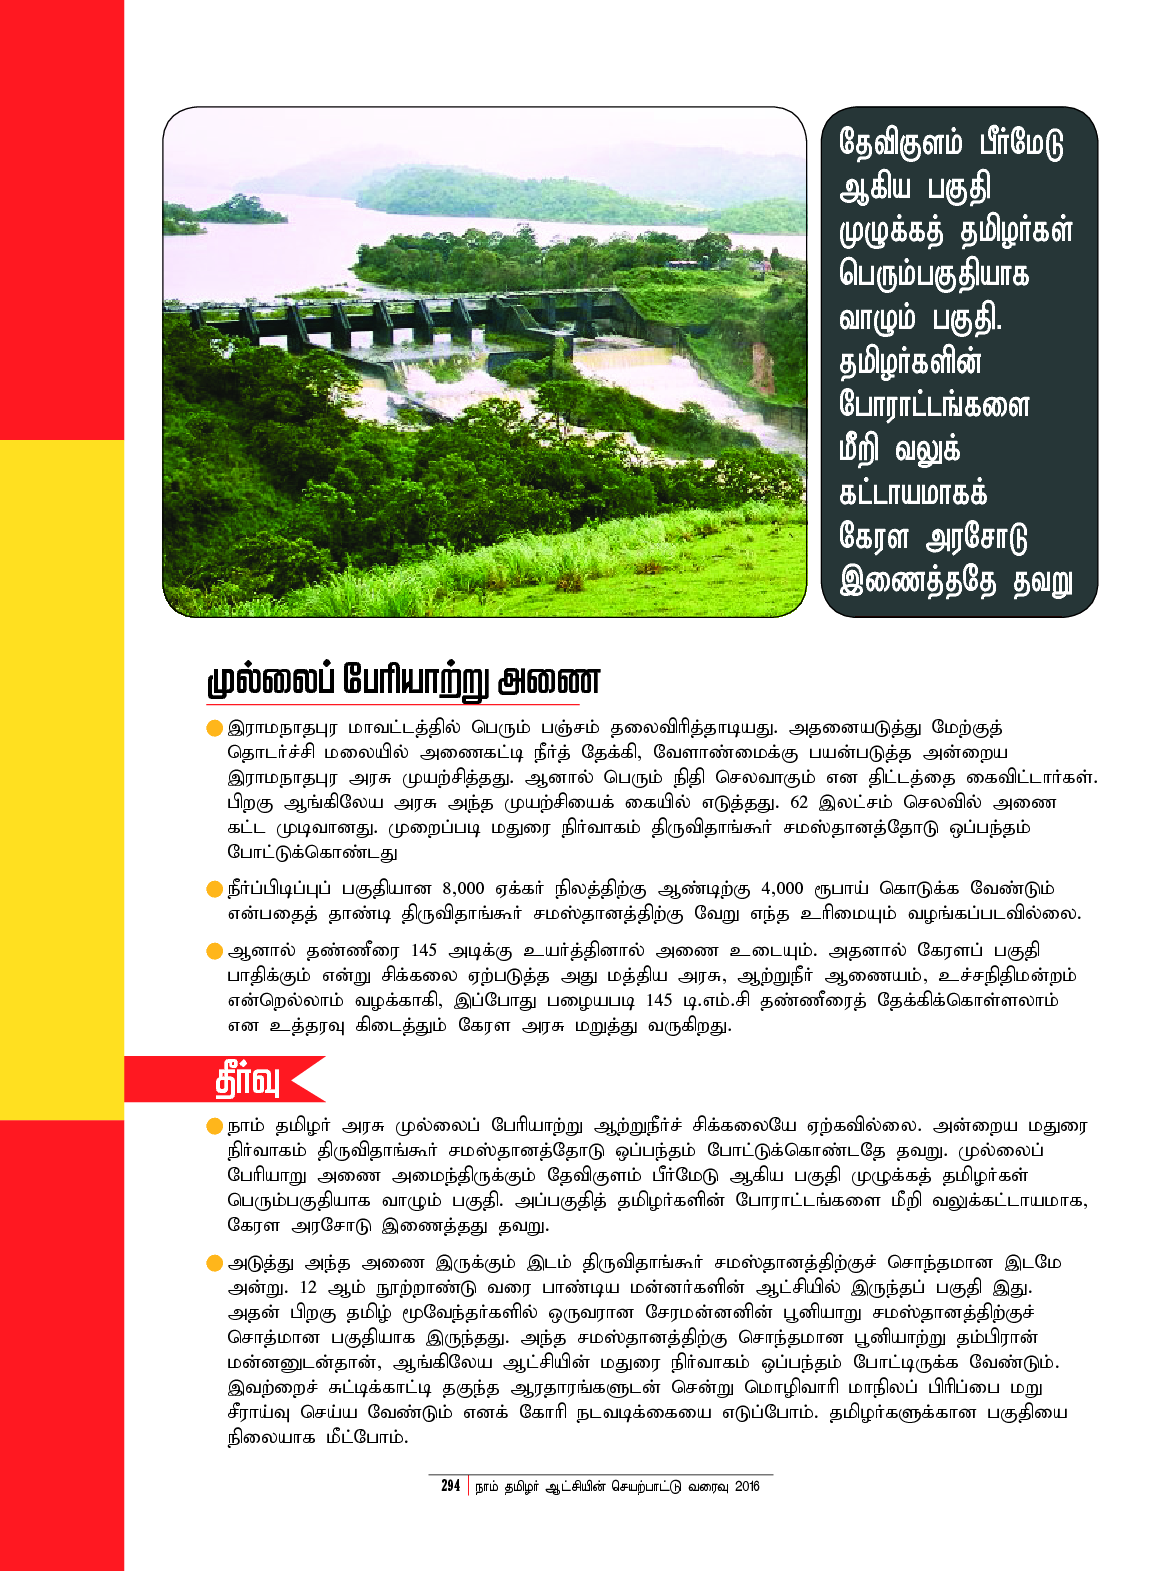 தேவிகுளம் பீர்மேடு
ஆகிய பகுதி
முழுக்கத் தமிழர்கள்
பெரும்பகுதியாக
வாழும் பகுதி.
தமிழர்களின்
போராட்டங்களை
மீறி வலுக்
கட்டாயமாகக்
கேரள அரசோடு
இணைத்ததே தவறு
முல்லைப் பேரியாற்று அணை
இராமநாதபுர மாவட்டத்தில் பெரும் பஞ்சம் தலைவிரித்தாடியது. அதனையடுத்து மேற்குத்
தொடர்ச்சி மலையில் அணைகட்டி நீர்த் தேக்கி, வேளாண்மைக்கு பயன்படுத்த அன்றைய
இராமநாதபுர அரசு முயற்சித்தது. ஆனால் பெரும் நிதி செலவாகும் என திட்டத்தை கைவிட்டார்கள்.
பிறகு ஆங்கிலேய அரசு அந்த முயற்சியைக் கையில் எடுத்தது. 62 இலட்சம் செலவில் அணை
கட்ட முடிவானது. முறைப்படி மதுரை நிர்வாகம் திருவிதாங்கூர் சமஸ்தானத்தோடு ஒப்பந்தம்
போட்டுக்கொண்டது
நீர்ப்பிடிப்புப் பகுதியான 8,000 ஏக்கர் நிலத்திற்கு ஆண்டிற்கு 4,000 ரூபாய் கொடுக்க வேண்டும்
என்பதைத் தாண்டி திருவிதாங்கூர் சமஸ்தானத்திற்கு வேறு எந்த உரிமையும் வழங்கப்படவில்லை.
ஆனால் தண்ணீரை 145 அடிக்கு உயர்த்தினால் அணை உடையும். அதனால் கேரளப் பகுதி
பாதிக்கும் என்று சிக்கலை ஏற்படுத்த அது மத்திய அரசு, ஆற்றுநீர் ஆணையம், உச்சநிதிமன்றம்
என்றெல்லாம் வழக்காகி, இப்போது பழையபடி 145 டி.எம்.சி தண்ணீரைத் தேக்கிக்கொள்ளலாம்
என உத்தரவு கிடைத்தும் கேரள அரசு மறுத்து வருகிறது.
தீர்வு
நாம் தமிழர் அரசு முல்லைப் பேரியாற்று ஆற்றுநீர்ச் சிக்கலையே ஏற்கவில்லை. அன்றைய மதுரை
நிர்வாகம் திருவிதாங்கூர் சமஸ்தானத்தோடு ஒப்பந்தம் போட்டுக்கொண்டதே தவறு. முல்லைப்
பேரியாறு அணை அமைந்திருக்கும் தேவிகுளம் பீர்மேடு ஆகிய பகுதி முழுக்கத் தமிழர்கள்
பெரும்பகுதியாக வாழும் பகுதி. அப்பகுதித் தமிழர்களின் போராட்டங்களை மீறி வலுக்கட்டாயமாக,
கேரள அரசோடு இணைத்தது தவறு.
அடுத்து அந்த அணை இருக்கும் இடம் திருவிதாங்கூர் சமஸ்தானத்திற்குச் சொந்தமான இடமே
அன்று. 12 ஆம் நூற்றாண்டு வரை பாண்டிய மன்னர்களின் ஆட்சியில் இருந்தப் பகுதி இது.
அதன் பிறகு தமிழ் மூவேந்தர்களில் ஒருவரான சேரமன்னனின் பூனியாறு சமஸ்தானத்திற்குச்
சொத்மான பகுதியாக இருந்தது. அந்த சமஸ்தானத்திற்கு சொந்தமான பூனியாற்று தம்பிரான்
மன்னனுடன்தான், ஆங்கிலேய ஆட்சியின் மதுரை நிர்வாகம் ஒப்பந்தம் போட்டிருக்க வேண்டும்.
இவற்றைச் சுட்டிக்காட்டி தகுந்த ஆரதாரங்களுடன் சென்று மொழிவாரி மாநிலப் பிரிப்பை மறு
சீராய்வு செய்ய வேண்டும் எனக் கோரி நடவடிக்கையை எடுப்போம். தமிழர்களுக்கான பகுதியை
நிலையாக மீட்போம்.
294 நாம் தமிழர் ஆட்சியின் செயற்பாட்டு வரைவு 2016